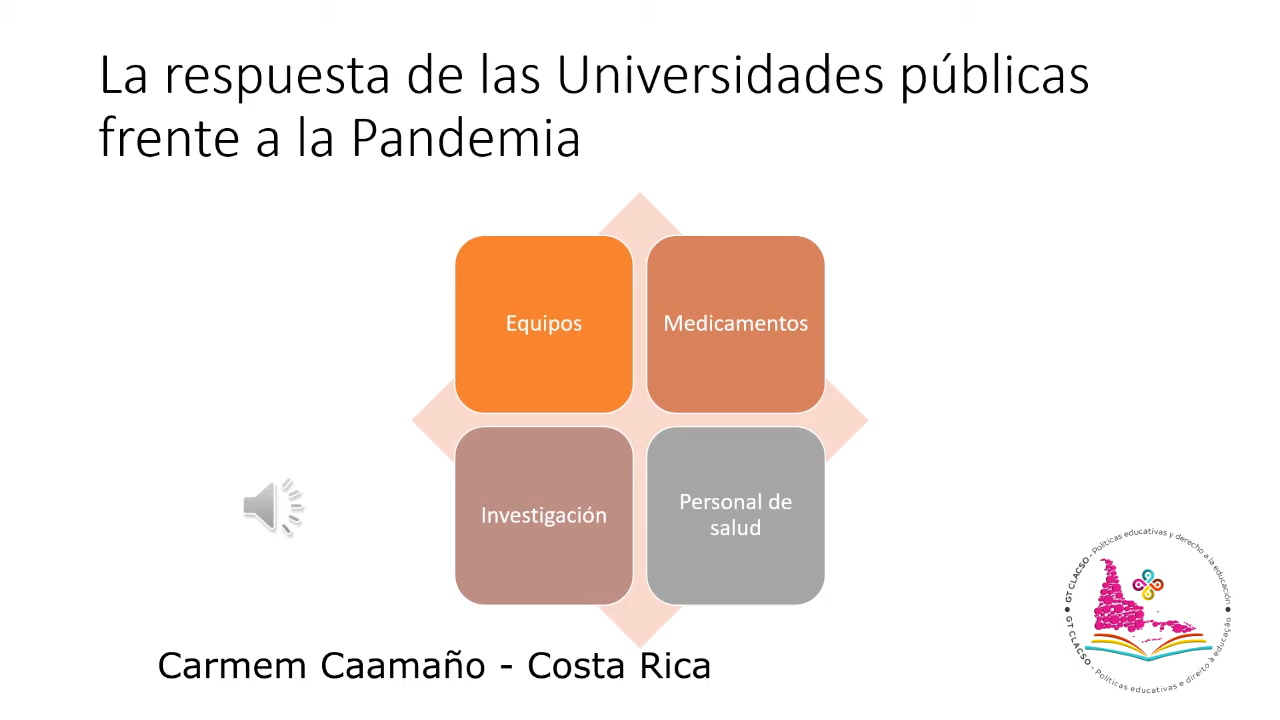 La respuesta de las Universidades públicas
frente a la Pandemia
Equipos
Medicamentos
Investigación
Personal de
salud
Carmem Caamaño - Costa Rica
GT CLACSO - Políticas educativas y derecho a la educación
GT CLACSO - Políticas educativas e direito à educação